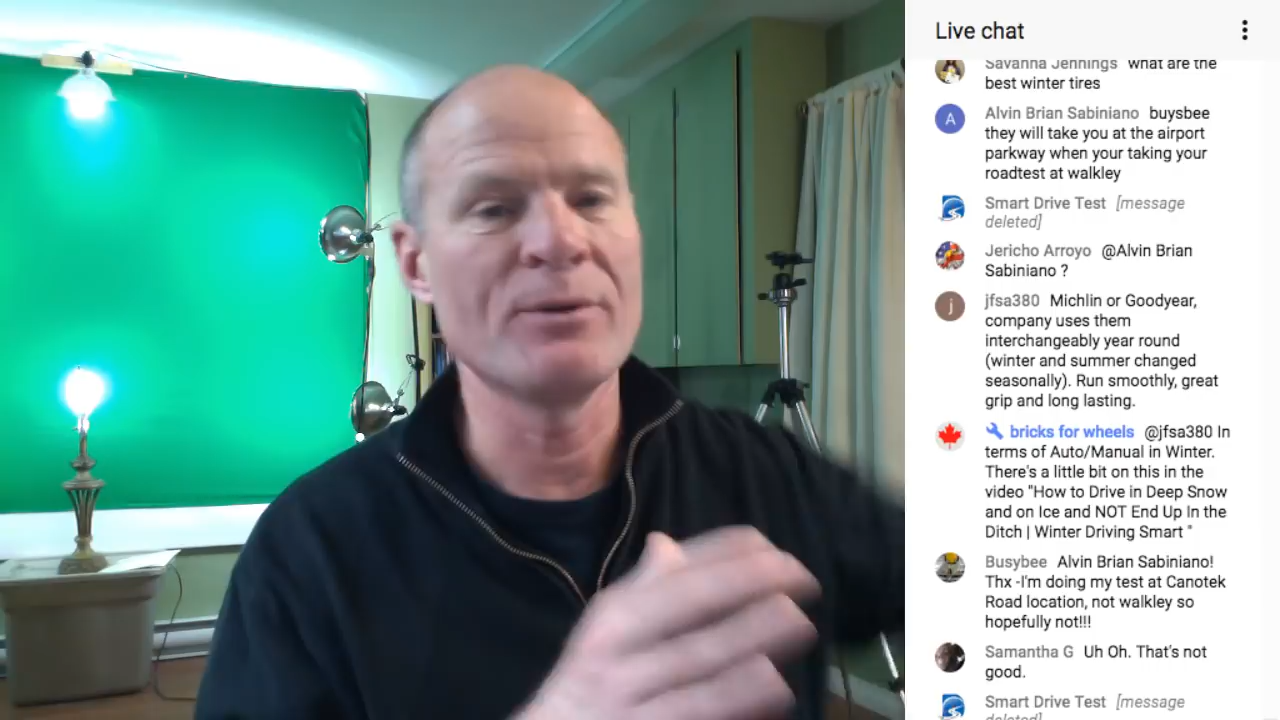 Live chat
Savanna Jennings what are the
best winter tires
A
Alvin Brian Sabiniano buysbee
they will take you at the airport
parkway when your taking your
roadtest at walkley
Smart Drive Test [message
deleted]
Jericho Arroyo @Alvin Brian
Sabiniano ?
j
jfsa380 Michlin or Goodyear,
company uses them
interchangeably year round
(winter and summer changed
seasonally). Run smoothly, great
grip and long lasting.
bricks for wheels @jfsa380 In
terms of Auto/Manual in Winter.
There's a little bit on this in the
video "How to Drive in Deep Snow
and on Ice and NOT End Up In the
Ditch | Winter Driving Smart "
Busybee Alvin Brian Sabiniano!
Thx -I'm doing my test at Canotek
Road location, not walkley so
hopefully not!!!
Samantha G Uh Oh. That's not
good.
Smart Drive Test [message
deleted]